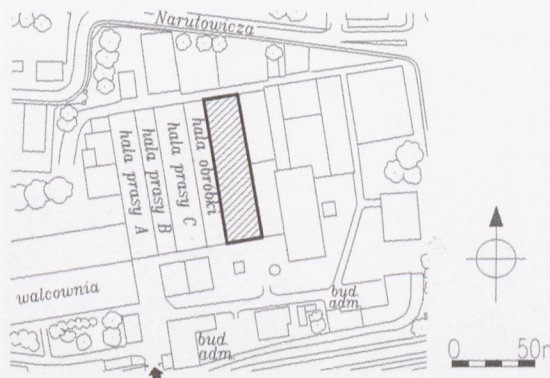 Narutowicza
hala prasy A
hala prasy B
hala prasy C
hala obróbki
walcownia
bud.
adm.
bud.
adm.
0 50m